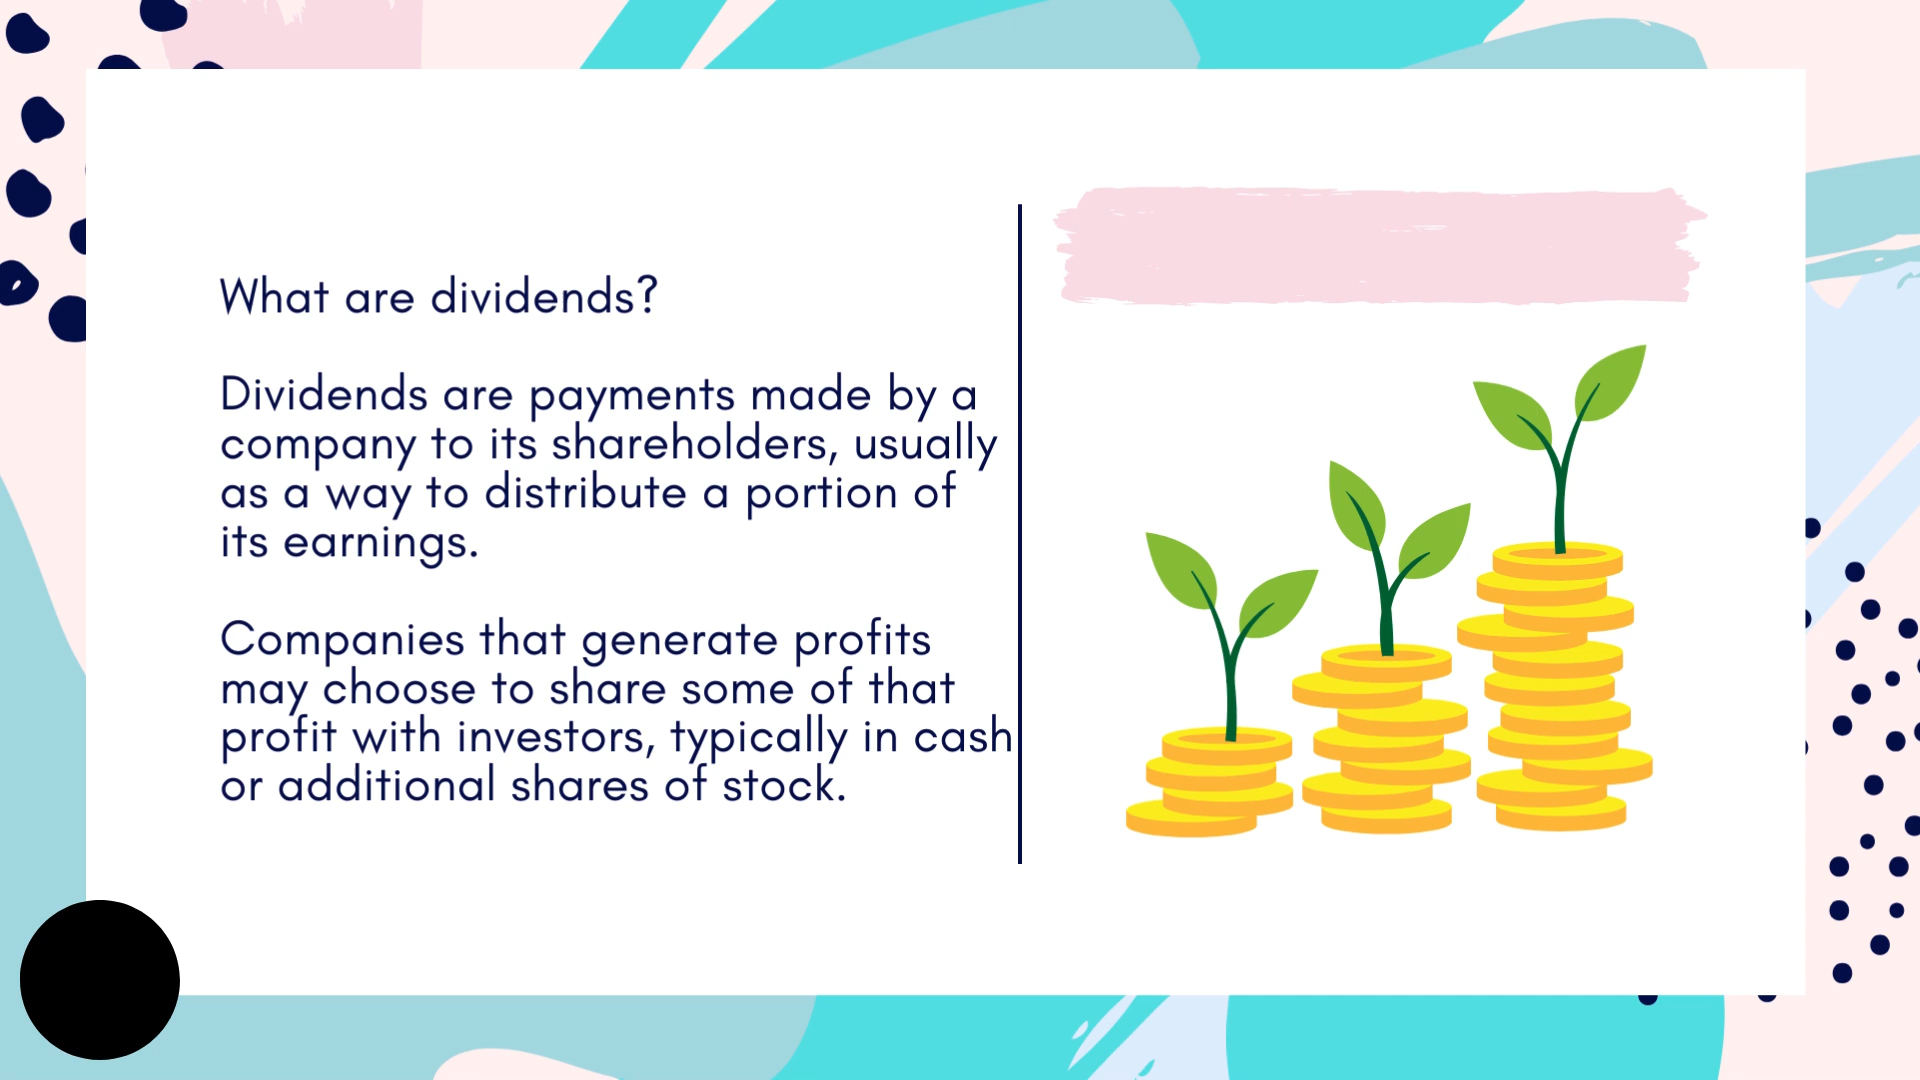 What are dividends?
Dividends are payments made by a
company to its shareholders, usually
as a way to distribute a portion of
its earnings.
Companies that generate profits
may choose to share some of that
profit with investors, typically in cash
or additional shares of stock.